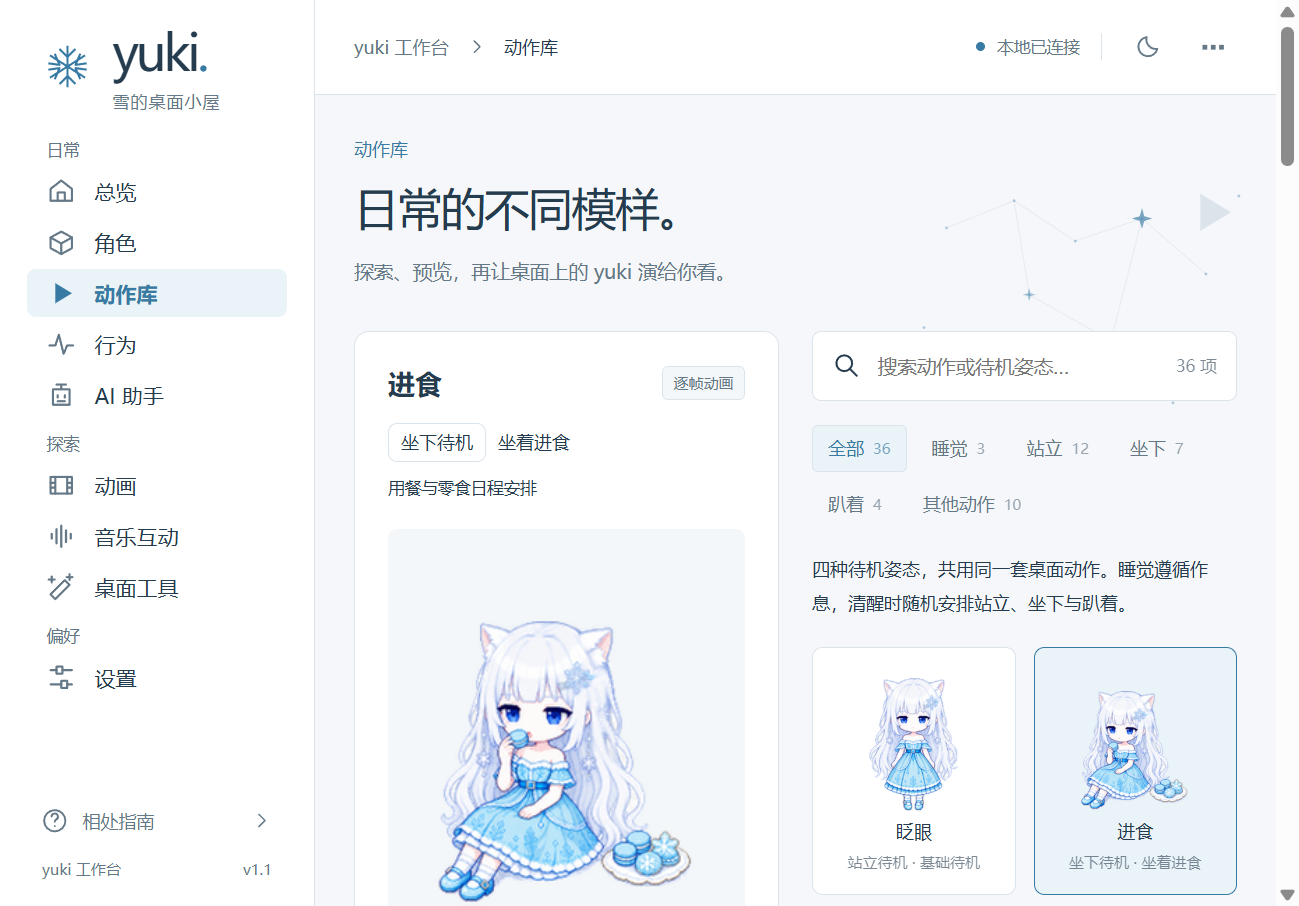 yuki.
雪的桌面小屋
日常
总览
角色
动作库
行为
AI 助手
探索
动画
音乐互动
桌面工具
偏好
设置
相处指南
yuki 工作台 v1.1
yuki 工作台 > 动作库
本地已连接
动作库
日常的不同模样。
探索、预览，再让桌面上的 yuki 演给你看。
进食
逐帧动画
坐下待机 坐着进食
用餐与零食日程安排
搜索动作或待机姿态... 36 项
全部 36 睡觉 3 站立 12 坐下 7
趴着 4 其他动作 10
四种待机姿态，共用同一套桌面动作。睡觉遵循作
息，清醒时随机安排站立、坐下与趴着。
眨眼
站立待机 · 基础待机
进食
坐下待机 · 坐着进食